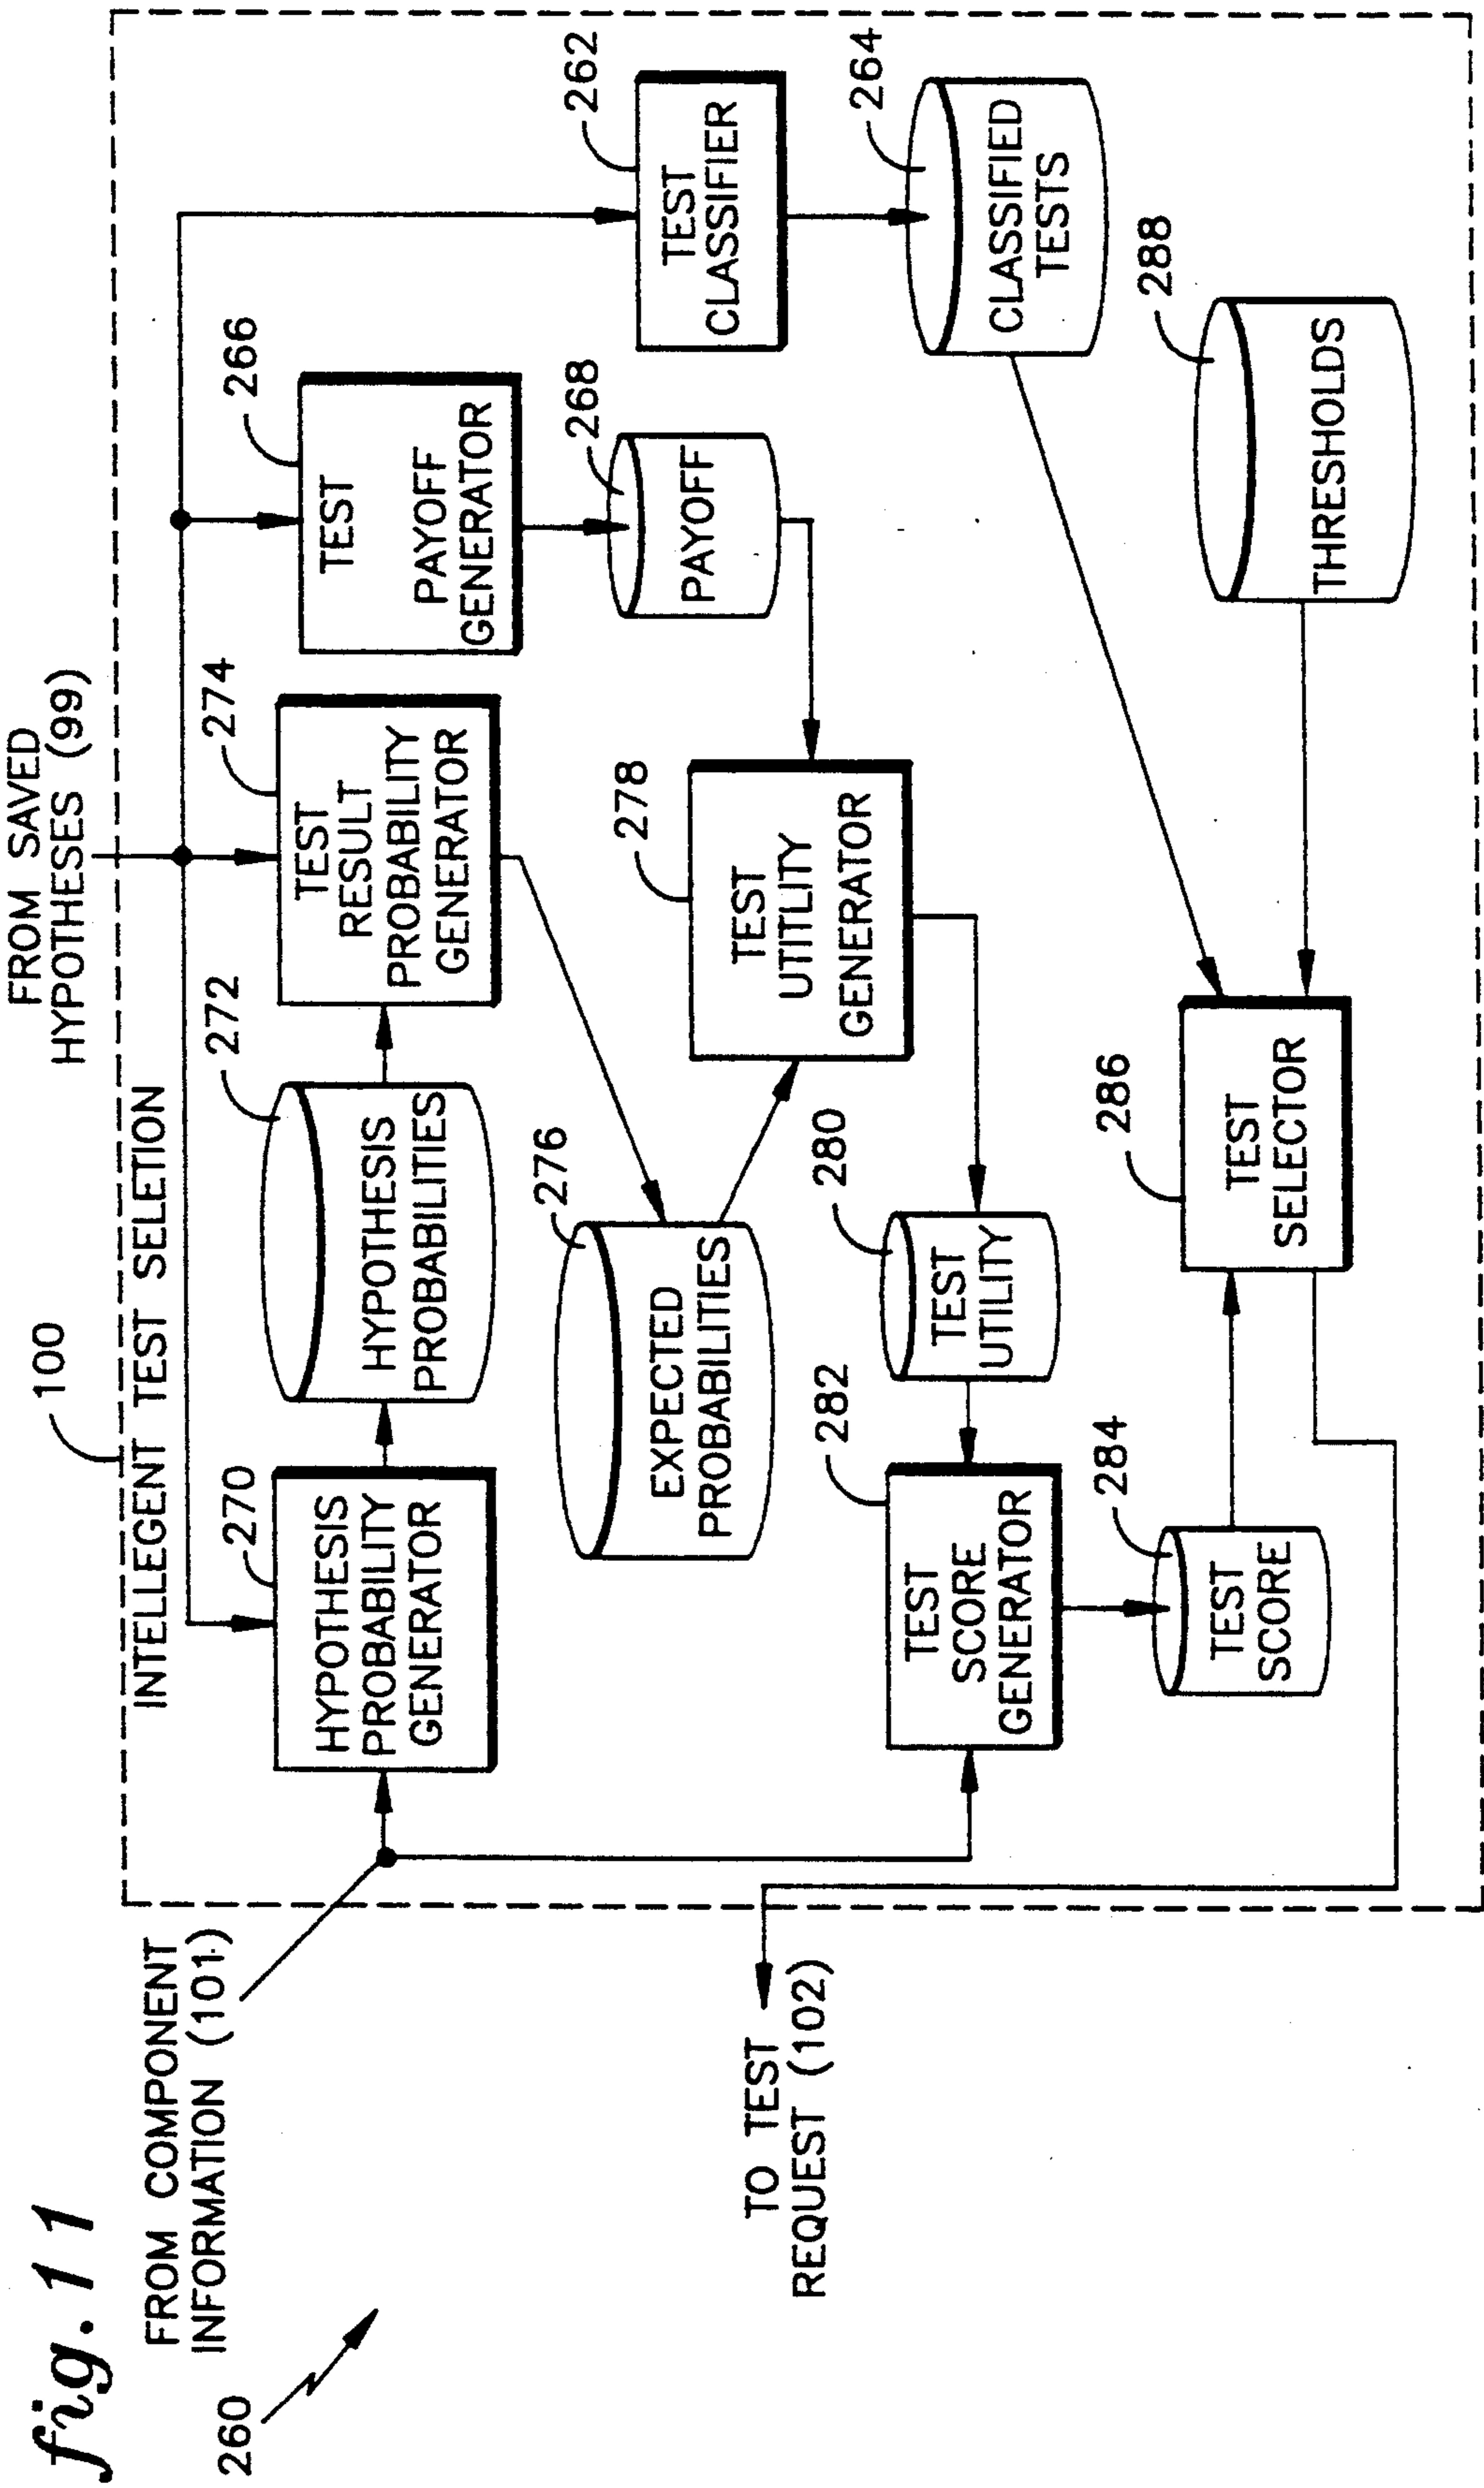 fig. 11
260
FROM COMPONENT
INFORMATION (101)
TO TEST
REQUEST (102)
FROM SAVED
HYPOTHESES (99)
100
INTELLEGENT TEST SELETION
270
HYPOTHESIS
PROBABILITY
GENERATOR
272
HYPOTHESIS
PROBABILITIES
274
TEST
RESULT
PROBABILITY
GENERATOR
266
TEST
PAYOFF
GENERATOR
262
TEST
CLASSIFIER
276
EXPECTED
PROBABILITIES
268
PAYOFF
264
CLASSIFIED
TESTS
278
TEST
UTITLITY
GENERATOR
282
TEST
SCORE
GENERATOR
280
TEST
UTILITY
284
TEST
SCORE
286
TEST
SELECTOR
288
THRESHOLDS